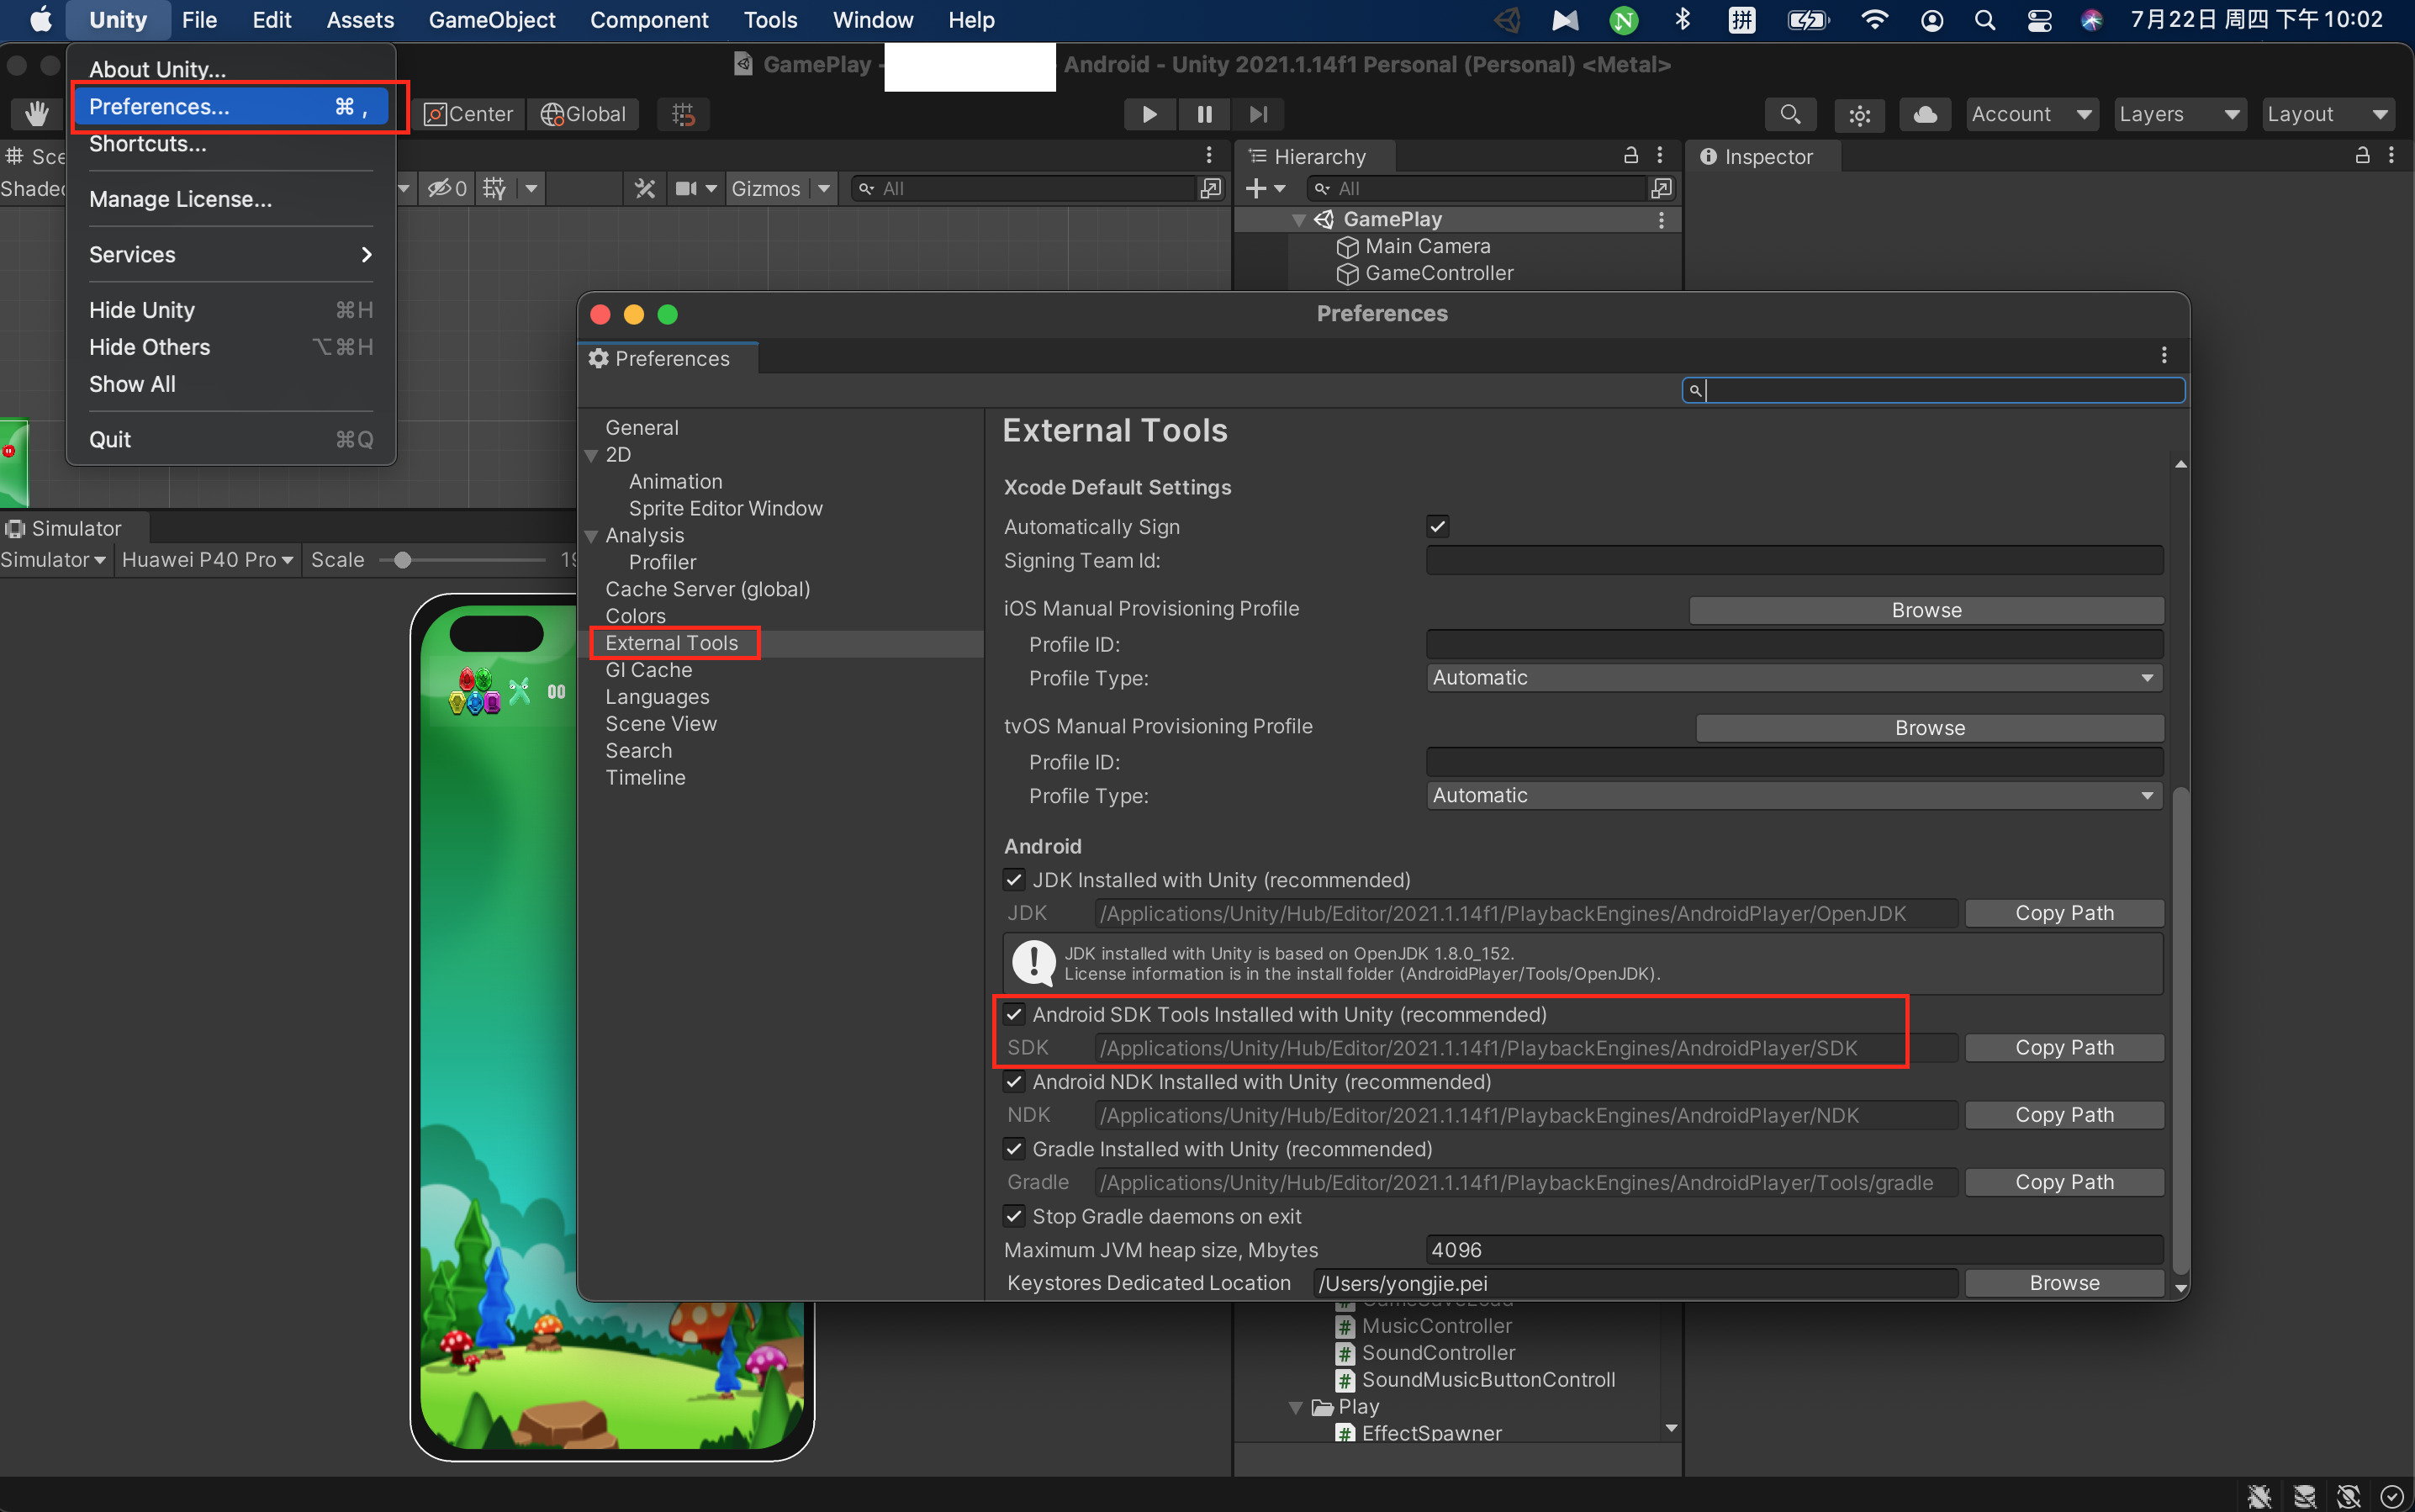 Unity File Edit Assets GameObject Component Tools Window Help 拼 7月22日 周四 下午10:02
About Unity...
Preferences... ⌘ ,
Shortcuts...
Manage License...
Services
Hide Unity ⌘H
Hide Others ⌥⌘H
Show All
Quit ⌘Q
GamePlay - Android - Unity 2021.1.14f1 Personal (Personal) <Metal>
Center Global Account Layers Layout
Shaded 0 Gizmos All
Hierarchy
All
GamePlay
Main Camera
GameController
Inspector
Simulator
Simulator Huawei P40 Pro Scale
00
Preferences
Preferences
General
2D
Animation
Sprite Editor Window
Analysis
Profiler
Cache Server (global)
Colors
External Tools
GI Cache
Languages
Scene View
Search
Timeline
External Tools
Xcode Default Settings
Automatically Sign
Signing Team Id:
iOS Manual Provisioning Profile Browse
Profile ID:
Profile Type: Automatic
tvOS Manual Provisioning Profile Browse
Profile ID:
Profile Type: Automatic
Android
JDK Installed with Unity (recommended)
JDK /Applications/Unity/Hub/Editor/2021.1.14f1/PlaybackEngines/AndroidPlayer/OpenJDK Copy Path
JDK installed with Unity is based on OpenJDK 1.8.0_152.
License information is in the install folder (AndroidPlayer/Tools/OpenJDK).
Android SDK Tools Installed with Unity (recommended)
SDK /Applications/Unity/Hub/Editor/2021.1.14f1/PlaybackEngines/AndroidPlayer/SDK Copy Path
Android NDK Installed with Unity (recommended)
NDK /Applications/Unity/Hub/Editor/2021.1.14f1/PlaybackEngines/AndroidPlayer/NDK Copy Path
Gradle Installed with Unity (recommended)
Gradle /Applications/Unity/Hub/Editor/2021.1.14f1/PlaybackEngines/AndroidPlayer/Tools/gradle Copy Path
Stop Gradle daemons on exit
Maximum JVM heap size, Mbytes 4096
Keystores Dedicated Location /Users/yongjie.pei Browse
MusicController
SoundController
SoundMusicButtonControll
Play
EffectSpawner